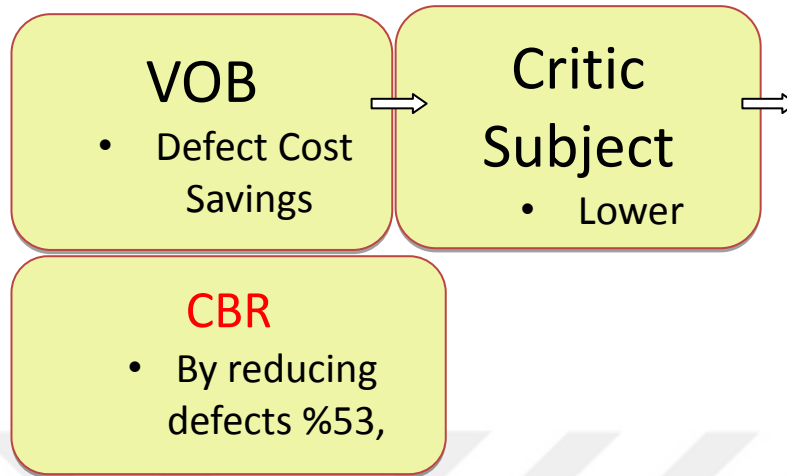 VOB
• Defect Cost
Savings
Critic
Subject
• Lower
CBR
• By reducing
defects %53,